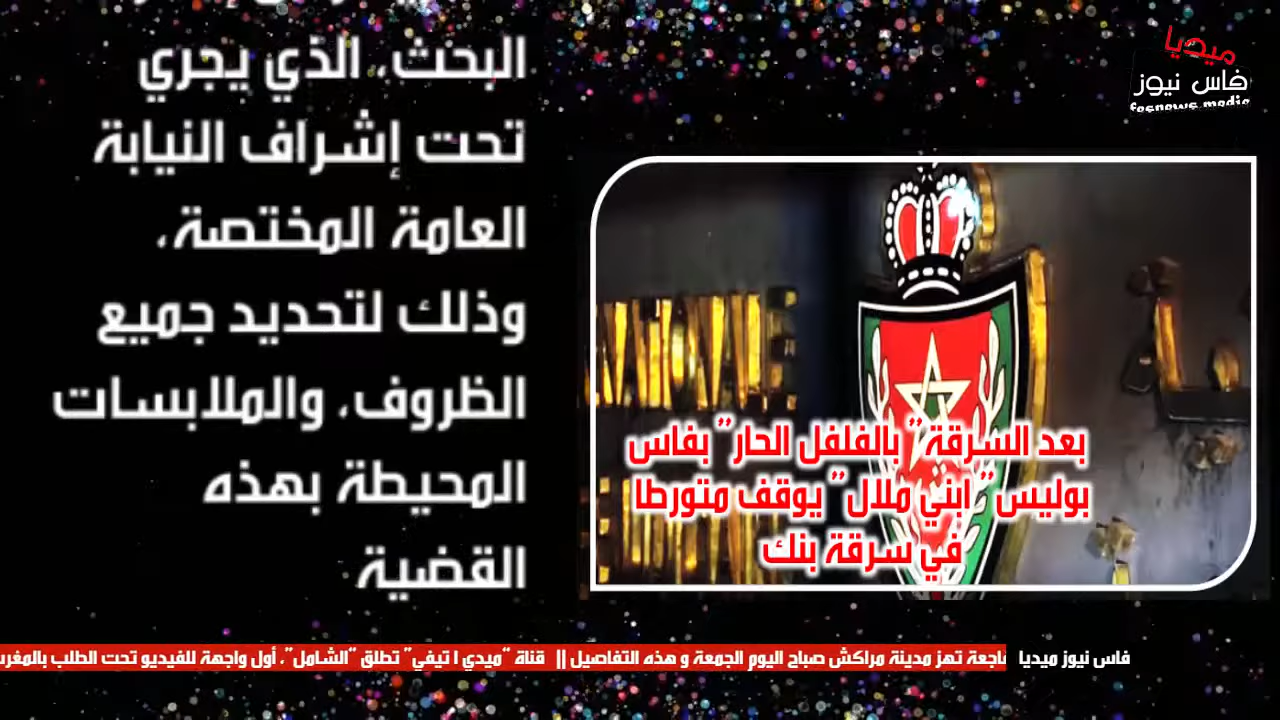 ميديا
فاس نيوز
fesnews.media
البحث، الذي يجري
تحت إشراف النيابة
العامة المختصة،
وذلك لتحديد جميع
الظروف، والملابسات
المحيطة بهذه
القضية.
بعد السرقة” بالفلفل الحار” بفاس
بوليس” ابني ملال” يوقف متورطا
في سرقة بنك
فاس نيوز ميديا
فاجعة تهز مدينة مراكش صباح اليوم الجمعة و هذه التفاصيل || قناة “ميدي 1 تيفي” تطلق “الشامل”، أول واجهة للفيديو تحت الطلب بالمغرب